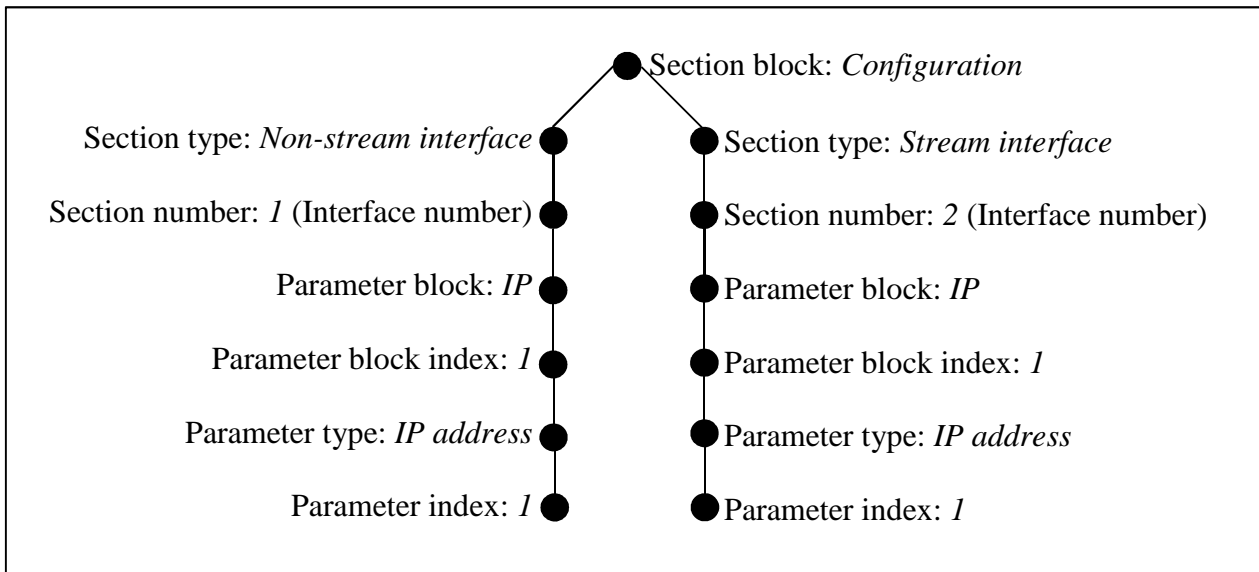 Section block: Configuration
Section type: Non-stream interface
Section type: Stream interface
Section number: 1 (Interface number)
Section number: 2 (Interface number)
Parameter block: IP
Parameter block: IP
Parameter block index: 1
Parameter block index: 1
Parameter type: IP address
Parameter type: IP address
Parameter index: 1
Parameter index: 1